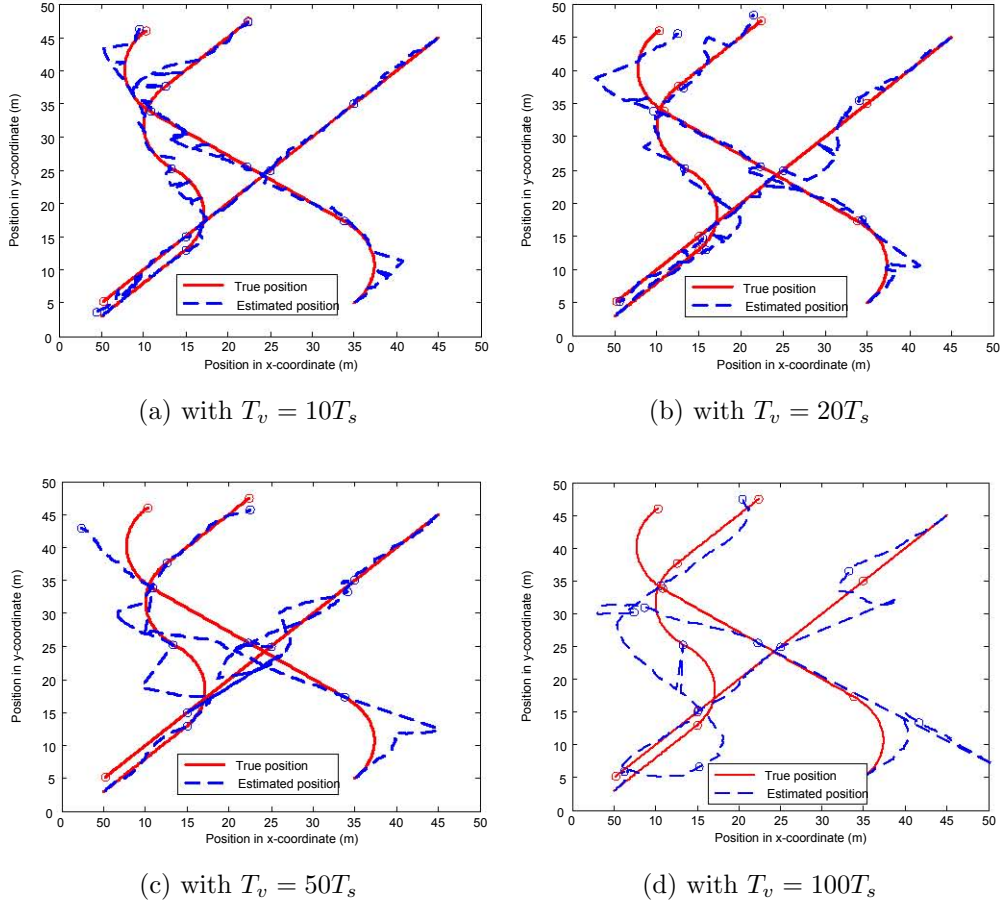 50
45
40
35
30
25
20
15
10
5
0
Position in y-coordinate (m)
True position
Estimated position
0 50 10 15 20 25 30 35 40 45 50
Position in x-coordinate (m)
(a) with T_v = 10T_s
50
45
40
35
30
25
20
15
10
5
0
Position in y-coordinate (m)
True position
Estimated position
0 5 10 15 20 25 30 35 40 45 50
Position in x-coordinate (m)
(b) with T_v = 20T_s
50
45
40
35
30
25
20
15
10
5
0
Position in y-coordinate (m)
True position
Estimated position
0 50 10 15 20 25 30 35 40 45 50
Position in x-coordinate (m)
(c) with T_v = 50T_s
50
45
40
35
30
25
20
15
10
5
0
Position in y-coordinate (m)
True position
Estimated position
0 5 10 15 20 25 30 35 40 45 50
Position in x-coordinate (m)
(d) with T_v = 100T_s